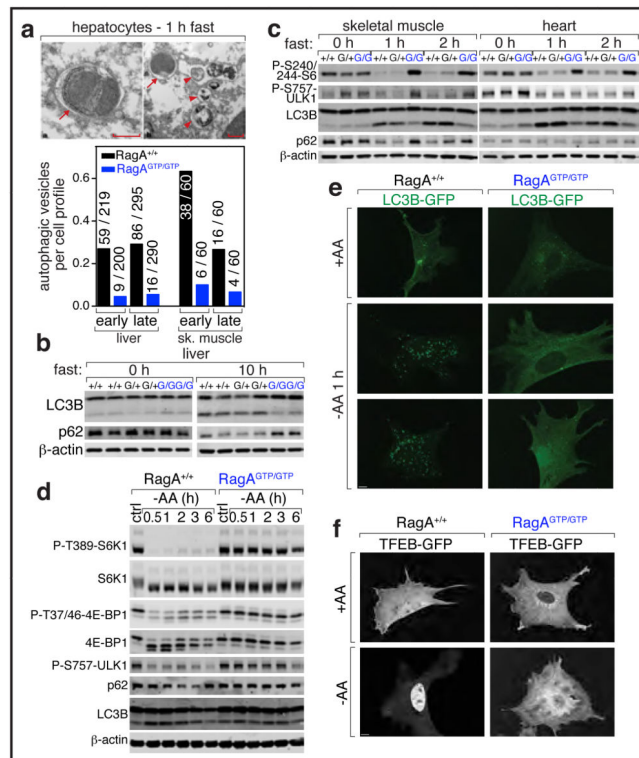 a
hepatocytes - 1 h fast
RagA+/+
RagAGTP/GTP
autophagic vesicles
per cell profile
0.6
0.4
0.2
0.0
59 / 219
9 / 200
86 / 295
16 / 290
38 / 60
6 / 60
16 / 60
4 / 60
early late early late
liver sk. muscle
b
liver
fast: 0 h 10 h
+/+ +/+ G/+ G/+ G/G G/G +/+ +/+ G/+ G/+ G/G G/G
LC3B
p62
β-actin
c
skeletal muscle heart
fast: 0 h 1 h 2 h 0 h 1 h 2 h
+/+ G/+ G/G +/+ G/+ G/G +/+ G/+ G/G +/+ G/+ G/G +/+ G/+ G/G +/+ G/+ G/G
P-S240/
244-S6
P-S757-
ULK1
LC3B
p62
β-actin
d
RagA+/+ RagAGTP/GTP
-AA (h) -AA (h)
ctrl 0.5 1 2 3 6 ctrl 0.5 1 2 3 6
P-T389-S6K1
S6K1
P-T37/46-4E-BP1
4E-BP1
P-S757-ULK1
p62
LC3B
β-actin
e
RagA+/+ RagAGTP/GTP
LC3B-GFP LC3B-GFP
+AA
-AA 1 h
f
RagA+/+ RagAGTP/GTP
TFEB-GFP TFEB-GFP
+AA
-AA